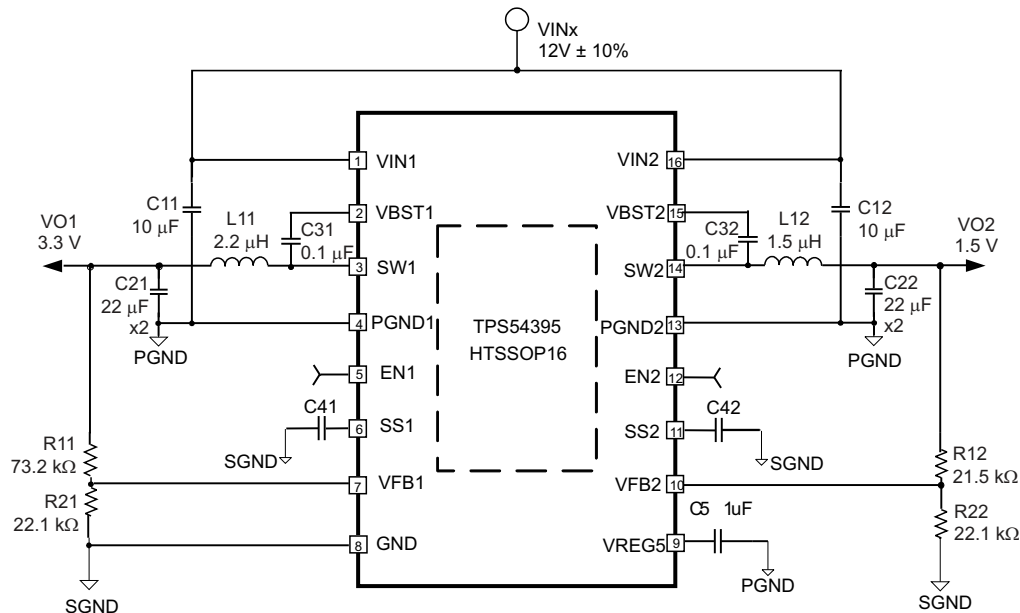 VINx
12V ± 10%
1 VIN1
VIN2 16
C11
10 μF
2 VBST1
VBST2 15
C12
10 μF
VO1
3.3 V
L11
2.2 μH
C31
0.1 μF
C32
0.1 μF
L12
1.5 μH
VO2
1.5 V
3 SW1
SW2 14
C21
22 μF
x2
PGND
C22
22 μF
x2
PGND
4 PGND1
PGND2 13
TPS54395
HTSSOP16
5 EN1
EN2 12
C41
6 SS1
SGND
C42
SS2 11
SGND
R11
73.2 kΩ
R12
21.5 kΩ
7 VFB1
VFB2 10
R21
22.1 kΩ
R22
22.1 kΩ
C5 1uF
8 GND
VREG5 9
SGND
PGND
SGND